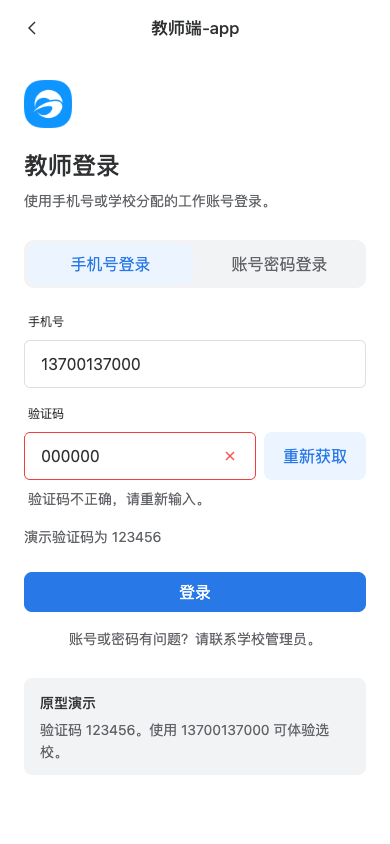 教师端-app
教师登录
使用手机号或学校分配的工作账号登录。
手机号登录
账号密码登录
手机号
13700137000
验证码
000000
重新获取
验证码不正确，请重新输入。
演示验证码为 123456
登录
账号或密码有问题？请联系学校管理员。
原型演示
验证码 123456。使用 13700137000 可体验选
校。